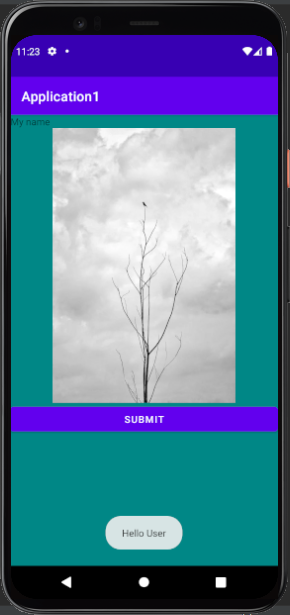 11:23
Application1
My name
SUBMIT
Hello User